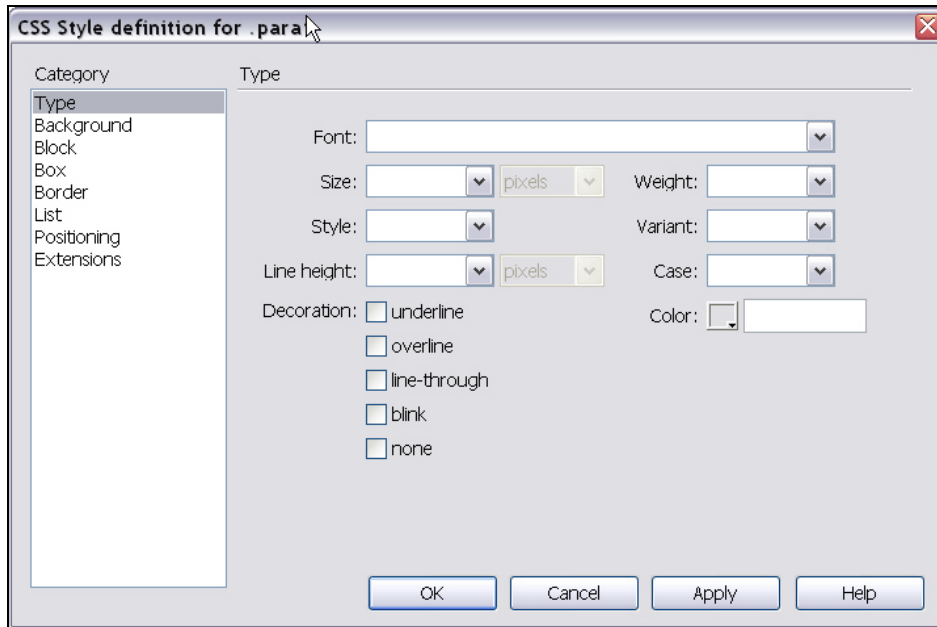 CSS Style definition for .para
Category
Type
Background
Block
Box
Border
List
Positioning
Extensions
Type
Font:
Size: pixels Weight:
Style: Variant:
Line height: pixels Case:
Decoration: underline Color:
overline
line-through
blink
none
OK Cancel Apply Help